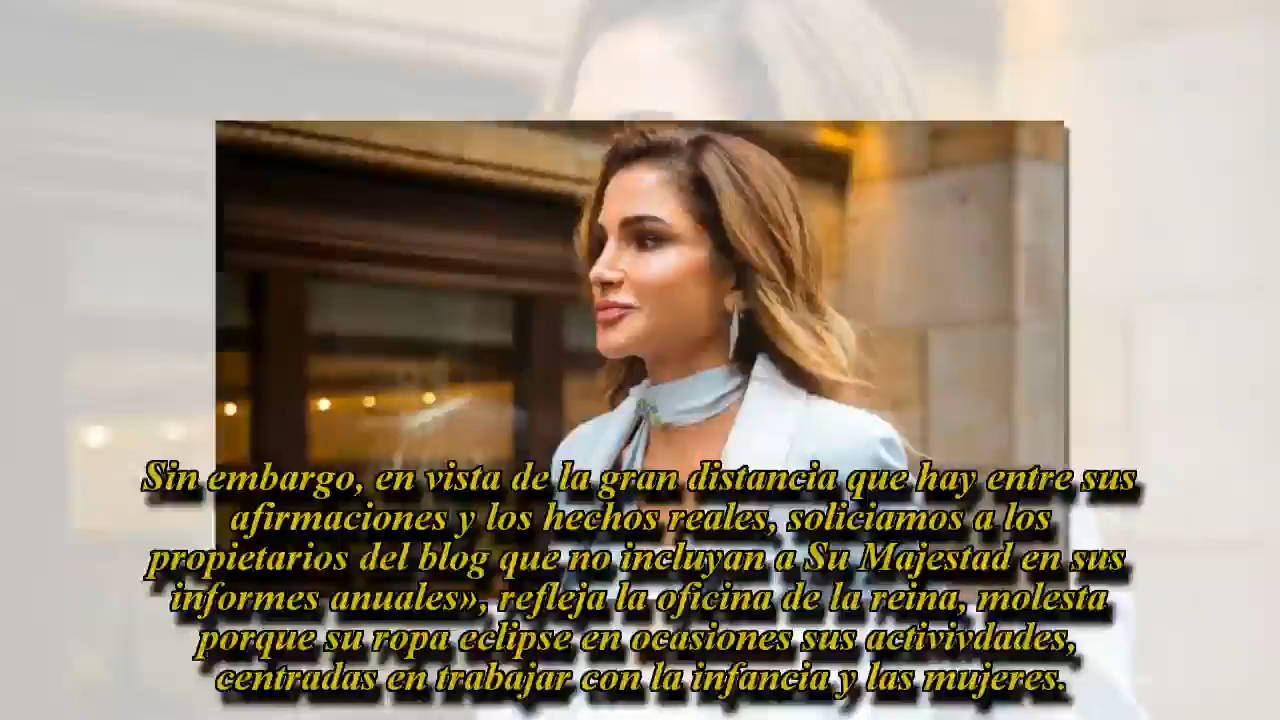 Sin embargo, en vista de la gran distancia que hay entre sus
afirmaciones y los hechos reales, soliciamos a los
propietarios del blog que no incluyan a Su Majestad en sus
informes anuales», refleja la oficina de la reina, molesta
porque su ropa eclipse en ocasiones sus activivdades,
centradas en trabajar con la infancia y las mujeres.